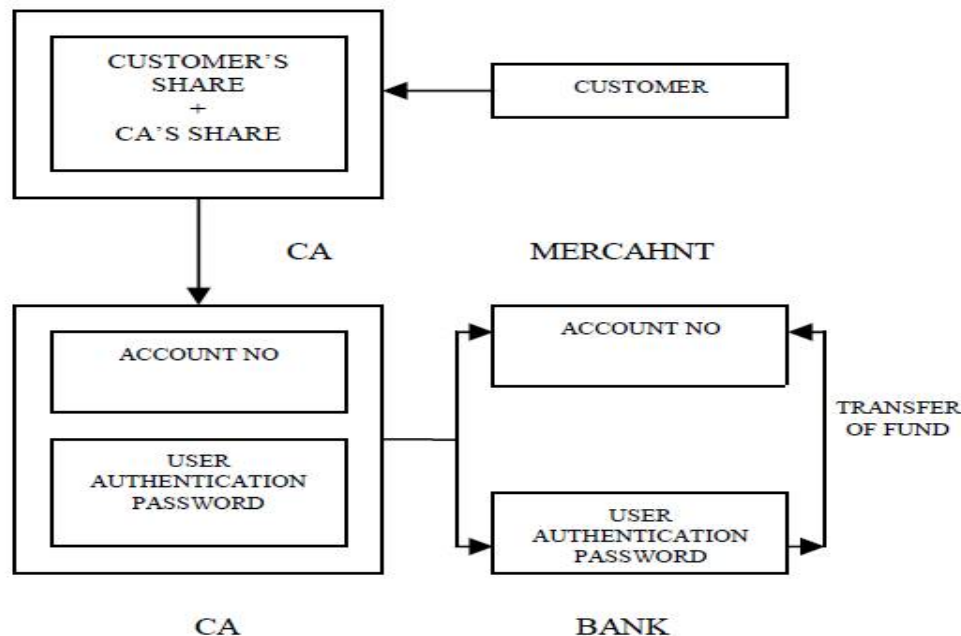 CUSTOMER'S
SHARE
+
CA'S SHARE
CUSTOMER
CA
MERCAHNT
ACCOUNT NO
USER
AUTHENTICATION
PASSWORD
ACCOUNT NO
TRANSFER
OF FUND
USER
AUTHENTICATION
PASSWORD
CA
BANK